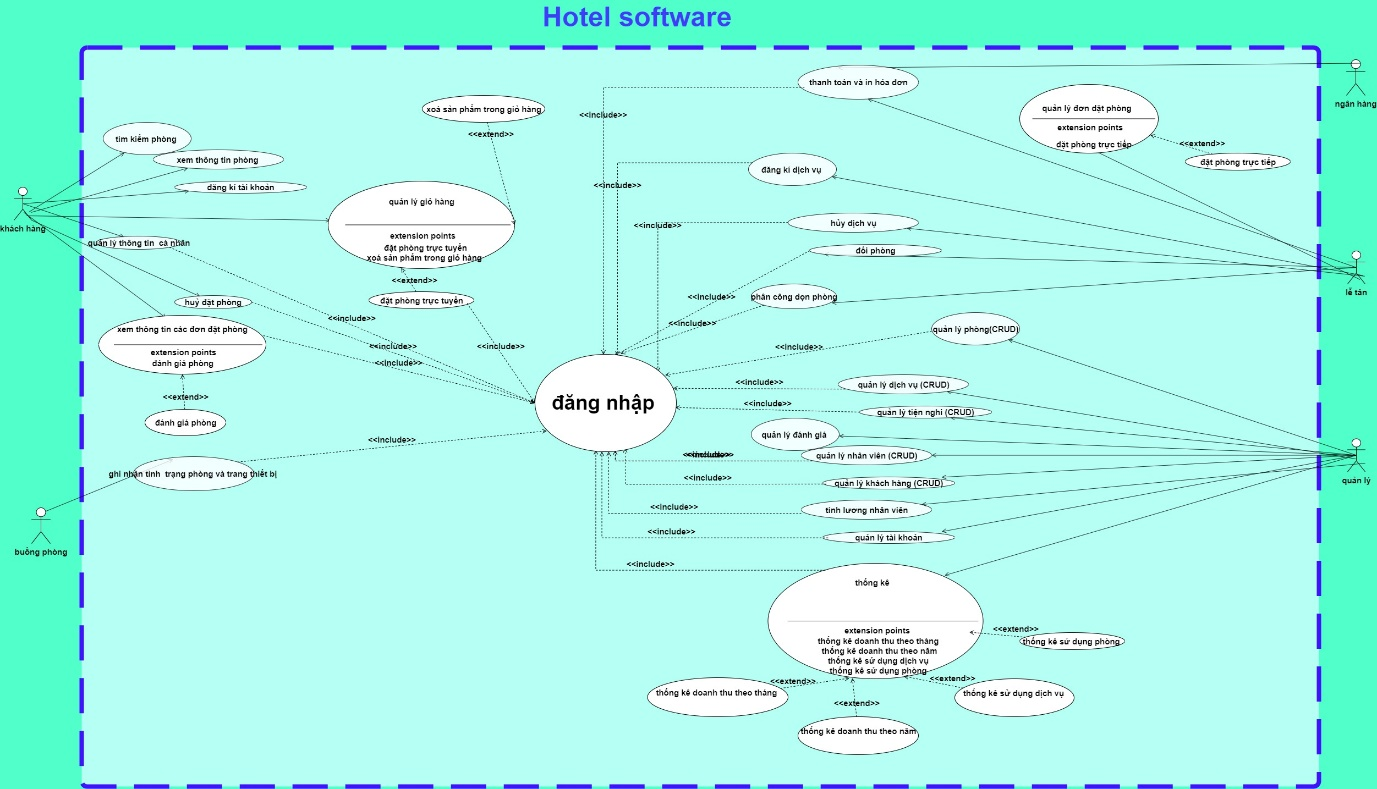 Hotel software
thanh toán và in hóa đơn
ngân hàng
xoá sản phẩm trong giỏ hàng
<<include>>
quản lý đơn đặt phòng
extension points
đặt phòng trực tiếp
<<extend>>
đặt phòng trực tiếp
<<extend>>
tìm kiếm phòng
xem thông tin phòng
đăng kí tài khoản
khách hàng
quản lý thông tin cá nhân
quản lý giỏ hàng
extension points
đặt phòng trực tuyến
xoá sản phẩm trong giỏ hàng
<<extend>>
đặt phòng trực tuyến
đăng kí dịch vụ
<<include>>
hủy dịch vụ
<<include>>
đổi phòng
lễ tân
<<include>>
phân công dọn phòng
<<include>>
huỷ đặt phòng
<<include>>
xem thông tin các đơn đặt phòng
extension points
đánh giá phòng
<<include>>
<<include>>
<<include>>
<<extend>>
đánh giá phòng
đăng nhập
quản lý phòng(CRUD)
<<include>>
quản lý dịch vụ (CRUD)
<<include>>
quản lý tiện nghi (CRUD)
<<include>>
quản lý đánh giá
<<include>>
quản lý nhân viên (CRUD)
<<include>>
quản lý khách hàng (CRUD)
<<include>>
quản lý
tính lương nhân viên
<<include>>
quản lý tài khoản
<<include>>
<<include>>
ghi nhận tình trạng phòng và trang thiết bị
<<include>>
buồng phòng
thống kê
extension points
thống kê doanh thu theo tháng
thống kê doanh thu theo năm
thống kê sử dụng dịch vụ
thống kê sử dụng phòng
<<extend>>
thống kê sử dụng phòng
<<extend>>
thống kê doanh thu theo tháng
<<extend>>
thống kê sử dụng dịch vụ
<<extend>>
thống kê doanh thu theo năm